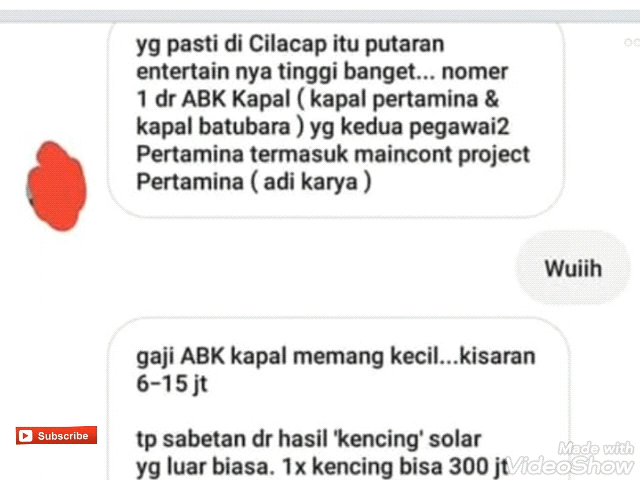 yg pasti di Cilacap itu putaran
entertain nya tinggi banget... nomer
1 dr ABK Kapal ( kapal pertamina &
kapal batubara ) yg kedua pegawai2
Pertamina termasuk maincont project
Pertamina ( adi karya )
Wuiih
gaji ABK kapal memang kecil...kisaran
6-15 jt
tp sabetan dr hasil 'kencing' solar
yg luar biasa. 1x kencing bisa 300 jt
Subscribe
Made with
VideoShow